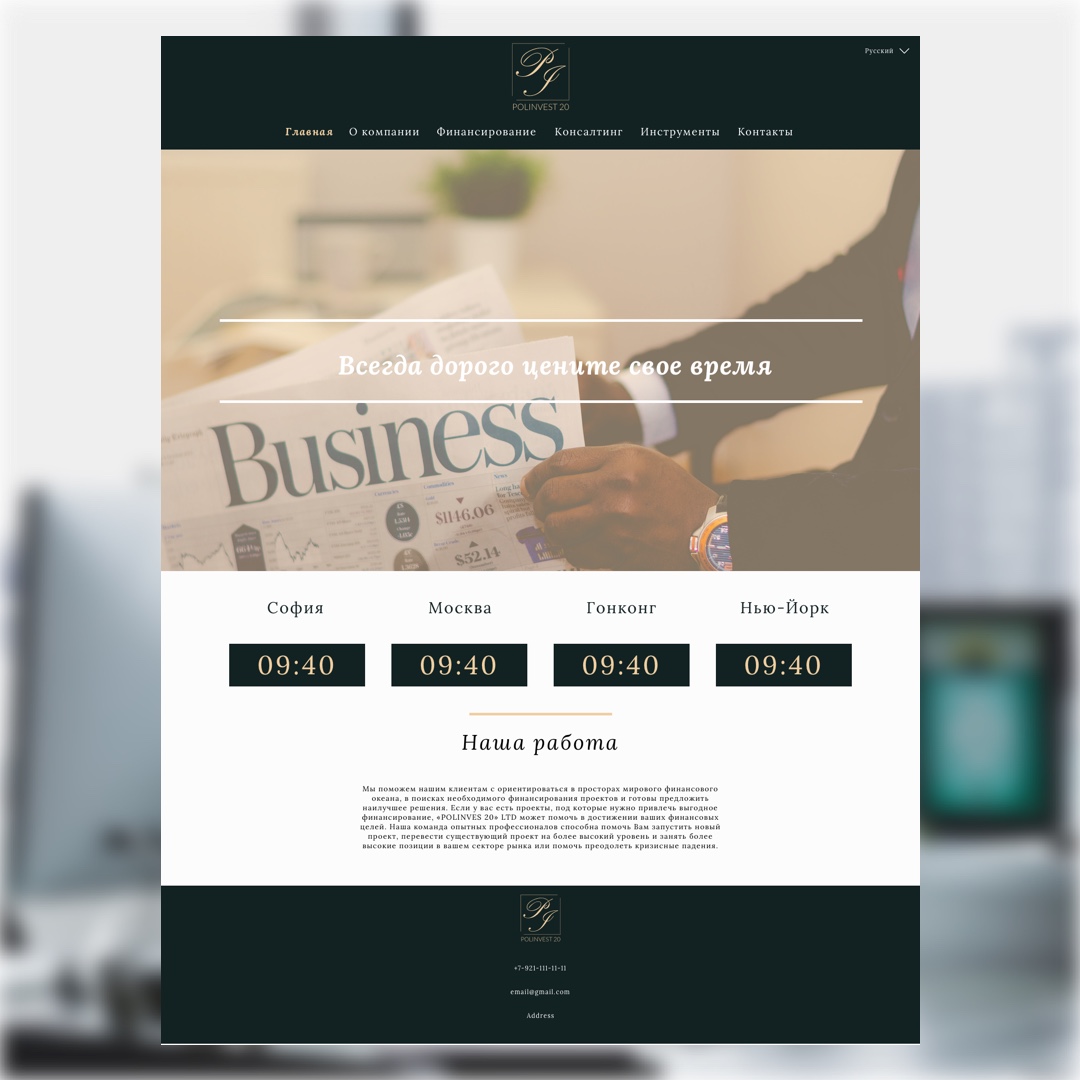 PI
POLINVEST 20
Русский
Главная О компании Финансирование Консалтинг Инструменты Контакты
Всегда дорого цените свое время
Business
$1146.06
$52.14
София Москва Гонконг Нью-Йорк
09:40 09:40 09:40 09:40
Наша работа
Мы поможем нашим клиентам с ориентироваться в просторах мирового финансового
океана, в поисках необходимого финансирования проектов и готовы предложить
наилучшее решения. Если у вас есть проекты, под которые нужно привлечь выгодное
финансирование, «POLINVES 20» LTD может помочь в достижении ваших финансовых
целей. Наша команда опытных профессионалов способна помочь Вам запустить новый
проект, перевести существующий проект на более высокий уровень и занять более
высокие позиции в вашем секторе рынка или помочь преодолеть кризисные падения.
PI
POLINVEST 20
+7-921-111-11-11
email@gmail.com
Address